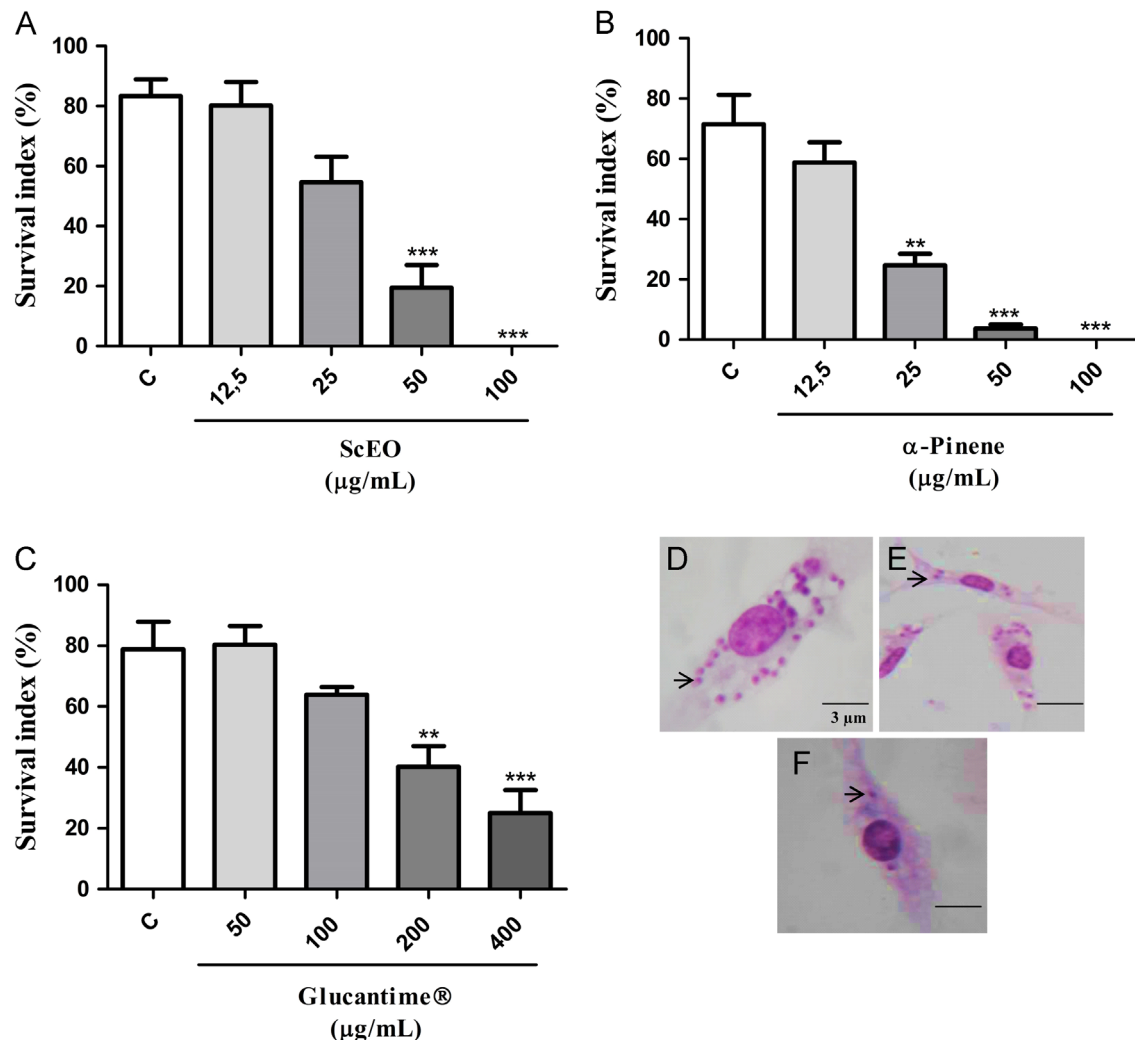 A
Survival index (%)
100
80
60
40
20
0
***
***
C
12,5
25
50
100
ScEO
(µg/mL)
B
Survival index (%)
100
80
60
40
20
0
**
***
***
C
12,5
25
50
100
α-Pinene
(µg/mL)
C
Survival index (%)
100
80
60
40
20
0
**
***
C
50
100
200
400
Glucantime®
(µg/mL)
D
3 µm
E
F